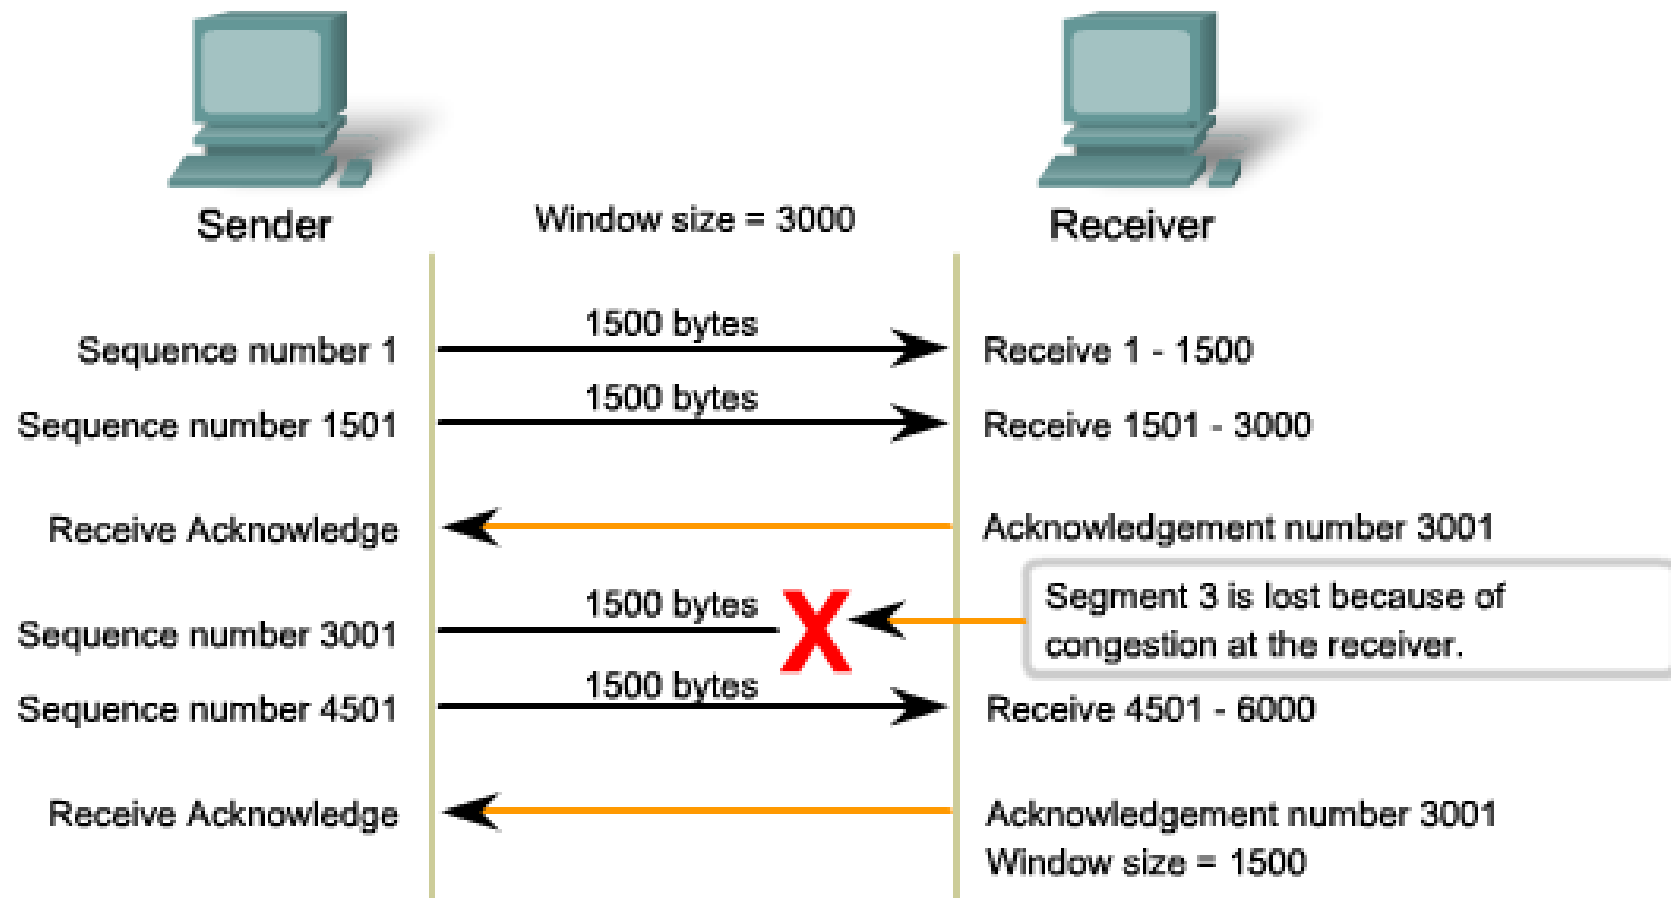 Sender
Window size = 3000
Receiver
1500 bytes
Sequence number 1
Receive 1 - 1500
1500 bytes
Sequence number 1501
Receive 1501 - 3000
Receive Acknowledge
Acknowledgement number 3001
1500 bytes
X
Segment 3 is lost because of
congestion at the receiver.
Sequence number 3001
1500 bytes
Sequence number 4501
Receive 4501 - 6000
Receive Acknowledge
Acknowledgement number 3001
Window size = 1500